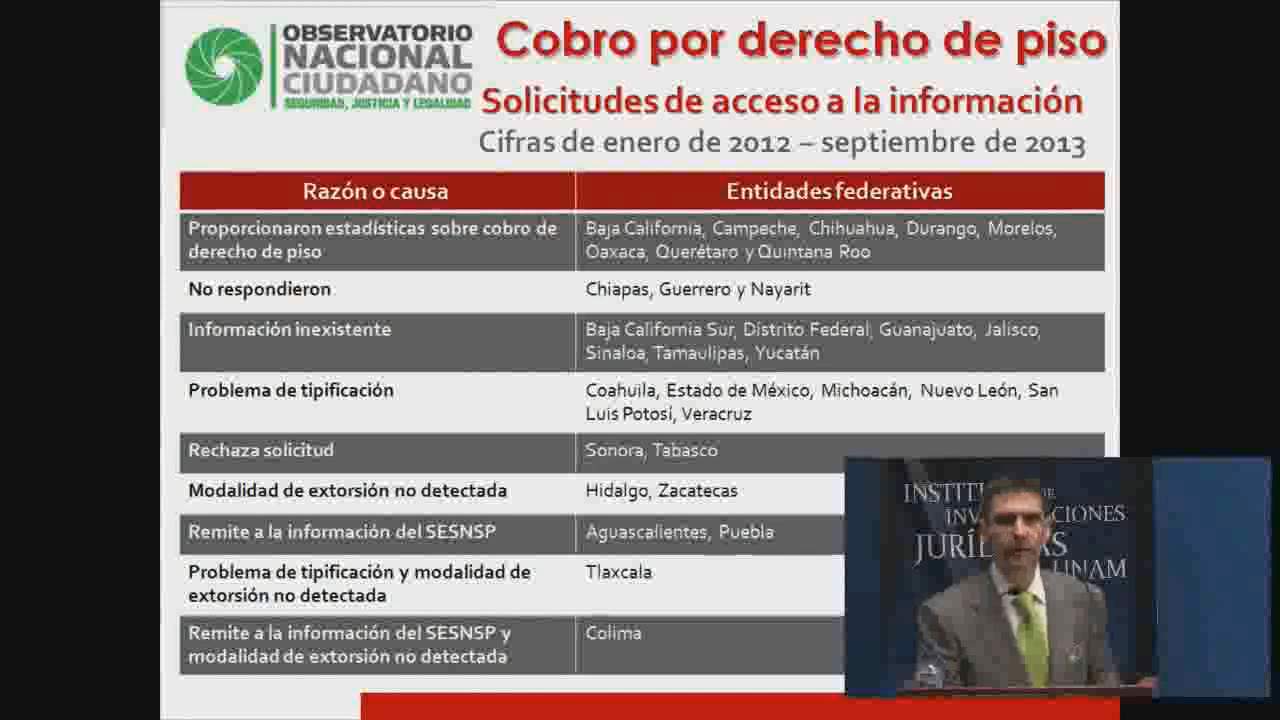 OBSERVATORIO
NACIONAL
CIUDADANO
SEGURIDAD, JUSTICIA Y LEGALIDAD
Cobro por derecho de piso
Solicitudes de acceso a la información
Cifras de enero de 2012 – septiembre de 2013
Razón o causa
Entidades federativas
Proporcionaron estadísticas sobre cobro de
derecho de piso
Baja California, Campeche, Chihuahua, Durango, Morelos,
Oaxaca, Querétaro y Quintana Roo
No respondieron
Chiapas, Guerrero y Nayarit
Información inexistente
Baja California Sur, Distrito Federal, Guanajuato, Jalisco,
Sinaloa, Tamaulipas, Yucatán
Problema de tipificación
Coahuila, Estado de México, Michoacán, Nuevo León, San
Luis Potosí, Veracruz
Rechaza solicitud
Sonora, Tabasco
Modalidad de extorsión no detectada
Hidalgo, Zacatecas
Remite a la información del SESNSP
Aguascalientes, Puebla
Problema de tipificación y modalidad de
extorsión no detectada
Tlaxcala
Remite a la información del SESNSP y
modalidad de extorsión no detectada
Colima
DE
UNAM